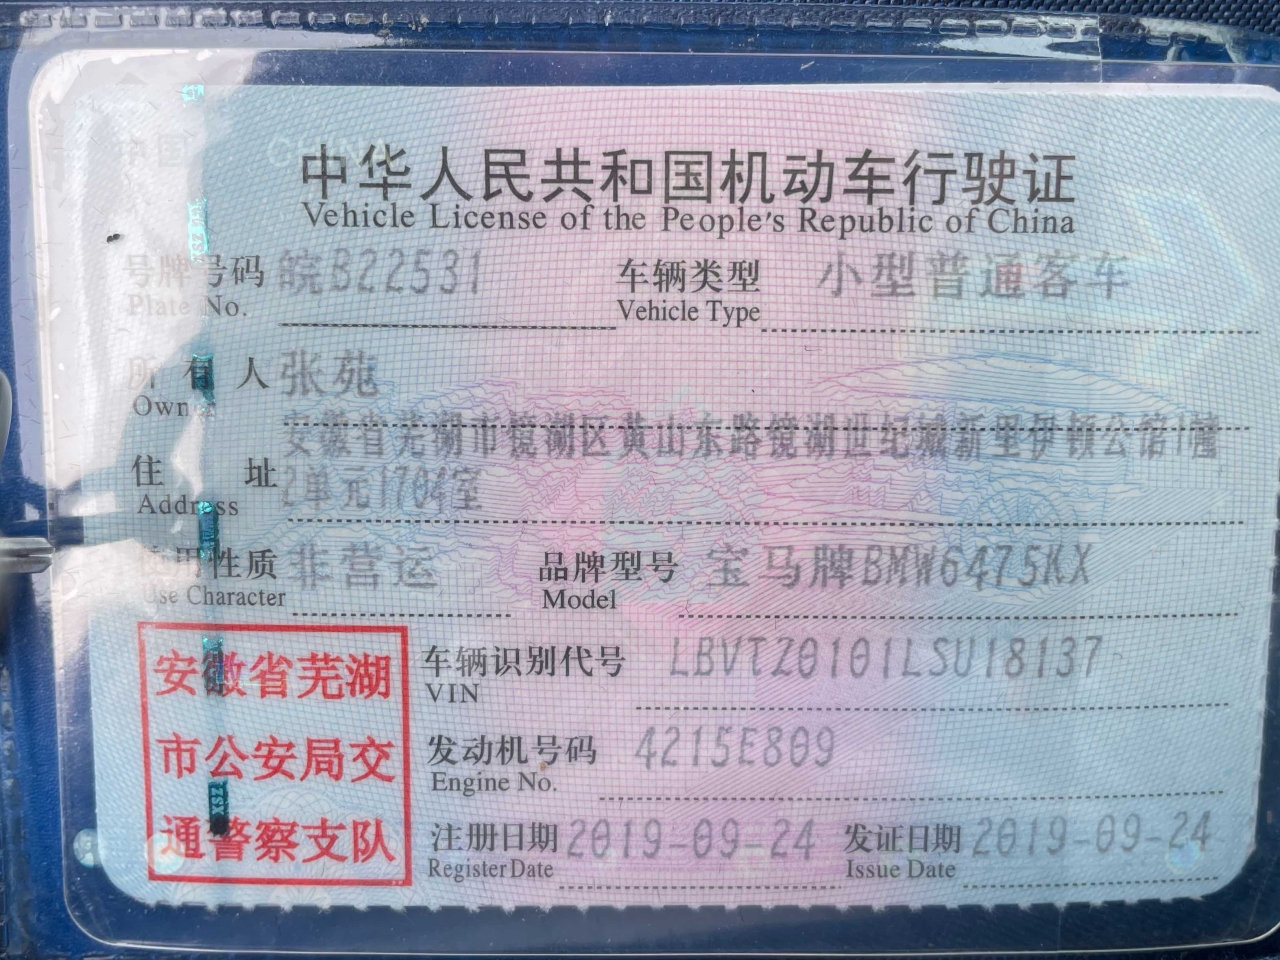 中华人民共和国机动车行驶证
Vehicle License of the People's Republic of China
号牌号码 皖B22531 车辆类型 小型普通客车
Plate No. Vehicle Type
所有人 张苑
Owner
安徽省芜湖市镜湖区黄山东路镜湖世纪城新里伊顿公馆1幢
住址 2单元1704室
Address
使用性质 非营运 品牌型号 宝马牌BMW6475KX
Use Character Model
安徽省芜湖
市公安局交
通警察支队
车辆识别代号 LBVTZ0101LSU18137
VIN
发动机号码 4215E809
Engine No.
注册日期 2019-09-24 发证日期 2019-09-24
Register Date Issue Date